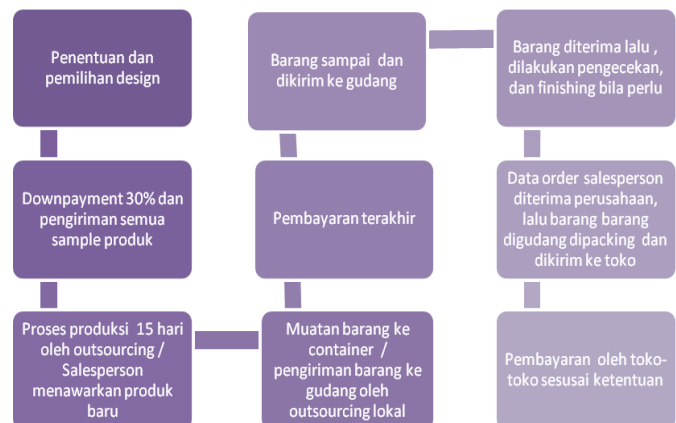 Penentuan dan
pemilihan design
Downpayment 30% dan
pengiriman semua
sample produk
Proses produksi 15 hari
oleh outsourcing /
Salesperson
menawarkan produk
baru
Muatan barang ke
container /
pengiriman barang ke
gudang oleh
outsourcing lokal
Pembayaran terakhir
Barang sampai dan
dikirim ke gudang
Barang diterima lalu ,
dilakukan pengecekan,
dan finishing bila perlu
Data order salesperson
diterima perusahaan,
lalu barang barang
digudang dipacking dan
dikirim ke toko
Pembayaran oleh toko-
toko sesusai ketentuan